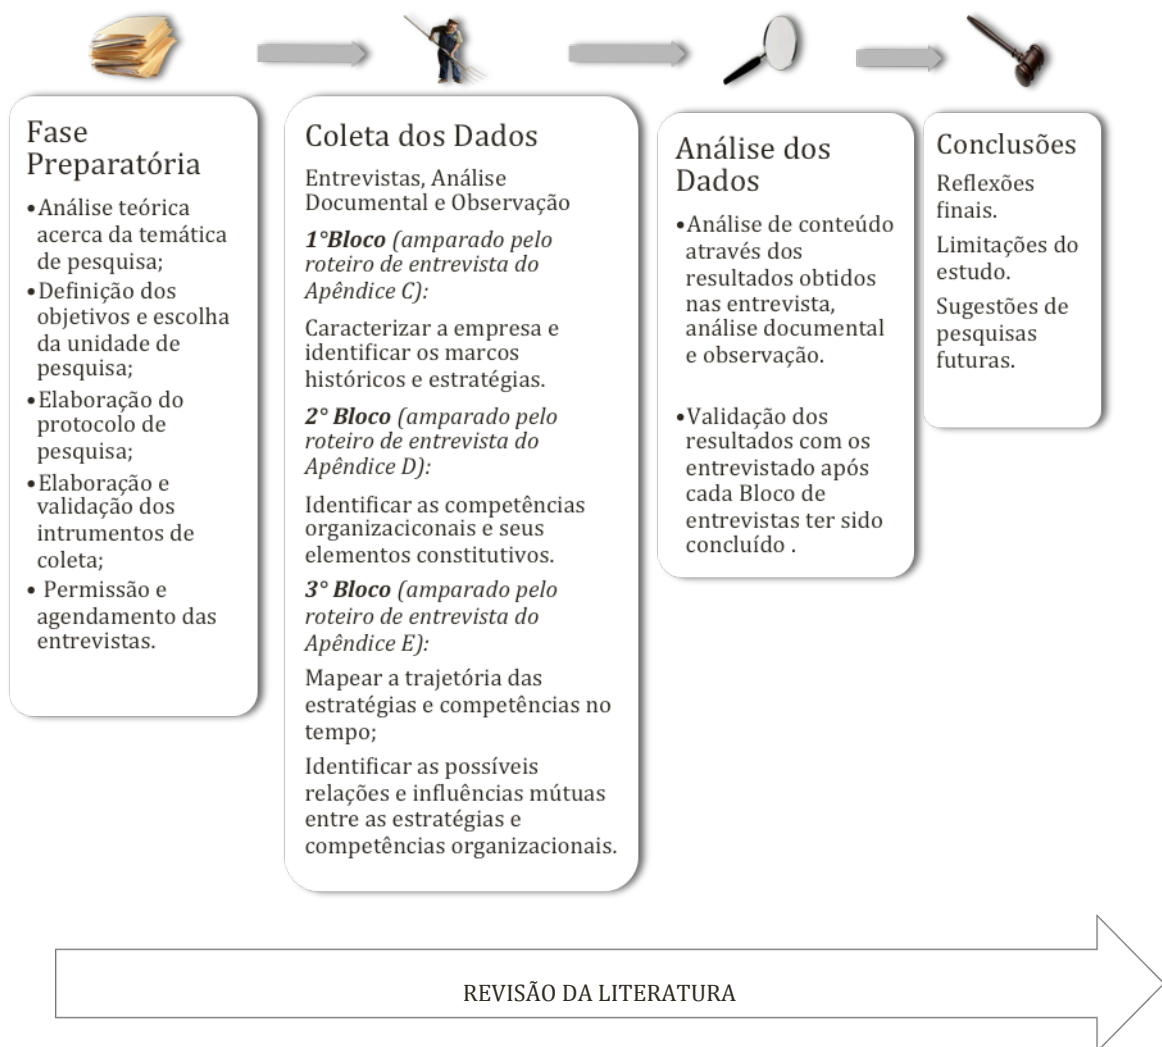 Fase
Preparatória
•Análise teórica
acerca da temática
de pesquisa;
•Definição dos
objetivos e escolha
da unidade de
pesquisa;
•Elaboração do
protocolo de
pesquisa;
•Elaboração e
validação dos
intrumentos de
coleta;
• Permissão e
agendamento das
entrevistas.
Coleta dos Dados
Entrevistas, Análise
Documental e Observação
1°Bloco (amparado pelo
roteiro de entrevista do
Apêndice C):
Caracterizar a empresa e
identificar os marcos
históricos e estratégias.
2° Bloco (amparado pelo
roteiro de entrevista do
Apêndice D):
Identificar as competências
organizaciconais e seus
elementos constitutivos.
3° Bloco (amparado pelo
roteiro de entrevista do
Apêndice E):
Mapear a trajetória das
estratégias e competências no
tempo;
Identificar as possíveis
relações e influências mútuas
entre as estratégias e
competências organizacionais.
Análise dos
Dados
•Análise de conteúdo
através dos
resultados obtidos
nas entrevista,
análise documental
e observação.
•Validação dos
resultados com os
entrevistado após
cada Bloco de
entrevistas ter sido
concluído .
Conclusões
Reflexões
finais.
Limitações do
estudo.
Sugestões de
pesquisas
futuras.
REVISÃO DA LITERATURA